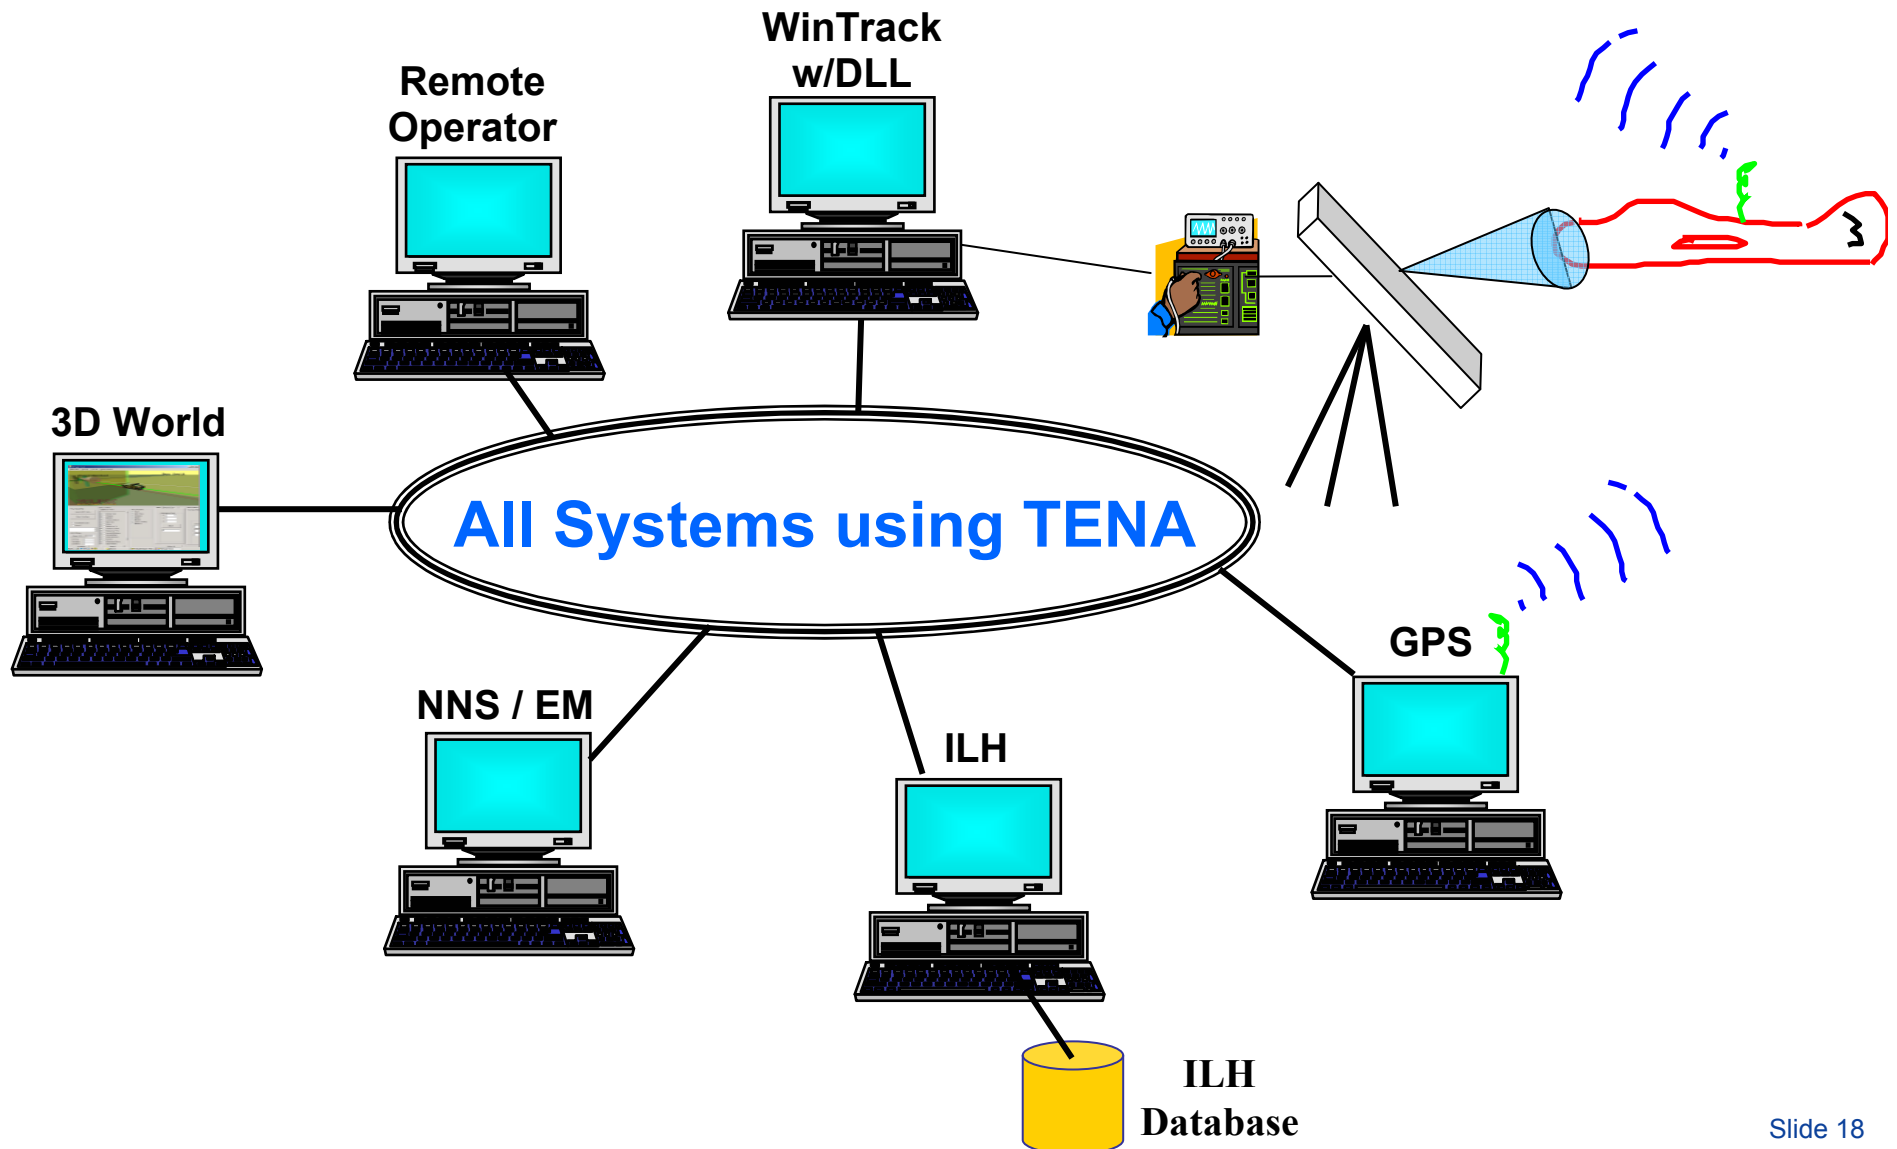 WinTrack
w/DLL
Remote
Operator
3D World
All Systems using TENA
GPS
NNS / EM
ILH
ILH
Database
Slide 18